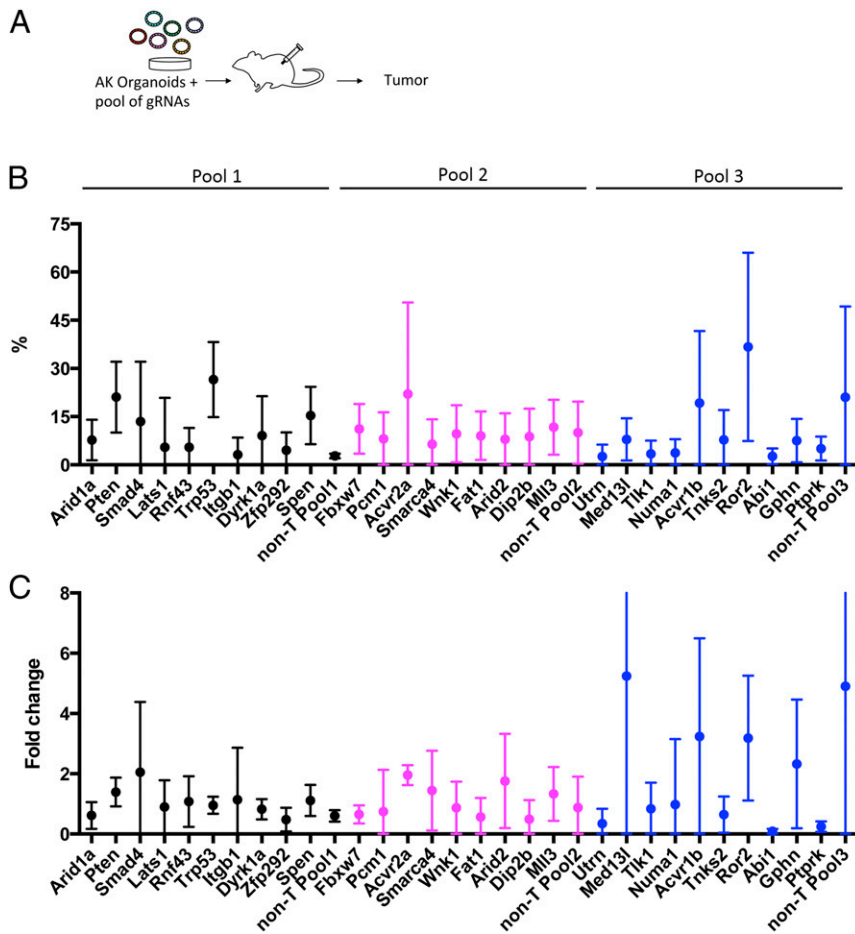 A
AK Organoids +
pool of gRNAs
Tumor
B
Pool 1 Pool 2 Pool 3
75
60
45
30
15
0
%
Arid1a
Pten
Smad4
Lats1
Rnf43
Trp53
Itgb1
Dyrk1a
Zfp292
Spen
non-T Pool1
Fbxw7
Pcm1
Acvr2a
Smarca4
Wnk1
Fat1
Arid2
Dip2b
Mll3
non-T Pool2
Utrn
Med13l
Tlk1
Numa1
Acvr1b
Tnks2
Ror2
Abi1
Gphn
Ptprk
non-T Pool3
C
8
6
4
2
0
Fold change
Arid1a
Pten
Smad4
Lats1
Rnf43
Trp53
Itgb1
Dyrk1a
Zfp292
Spen
non-T Pool1
Fbxw7
Pcm1
Acvr2a
Smarca4
Wnk1
Fat1
Arid2
Dip2b
Mll3
non-T Pool2
Utrn
Med13l
Tlk1
Numa1
Acvr1b
Tnks2
Ror2
Abi1
Gphn
Ptprk
non-T Pool3